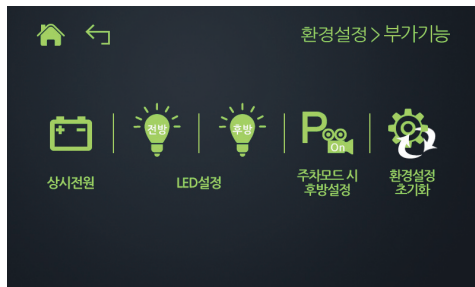 환경설정 > 부가기능
전방
후방
P
On
상시전원
LED설정
주차모드 시
후방설정
환경설정
초기화